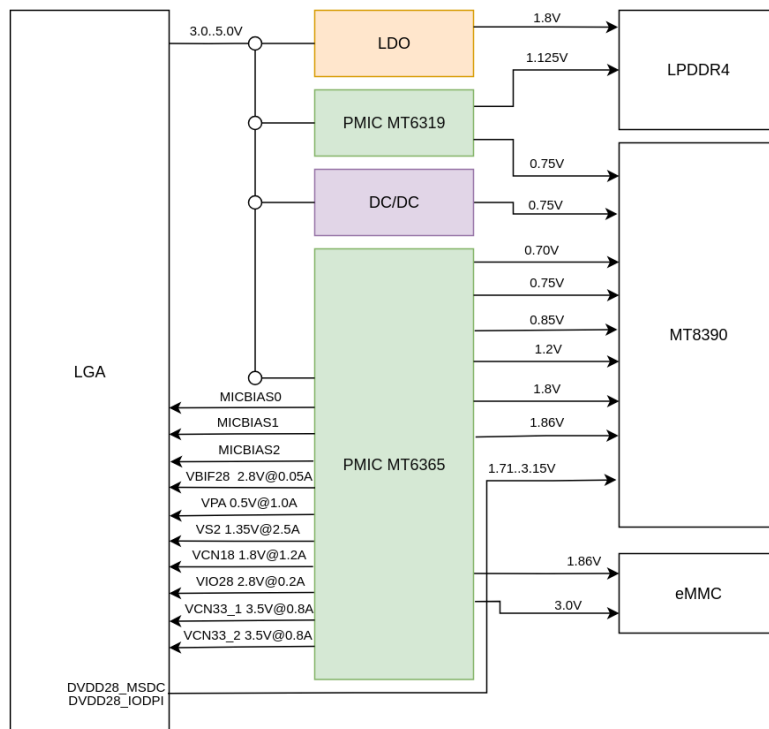 3.0..5.0V
LDO
1.8V
LPDDR4
1.125V
PMIC MT6319
0.75V
DC/DC
0.75V
0.70V
0.75V
0.85V
1.2V
1.8V
1.86V
MT8390
LGA
PMIC MT6365
MICBIAS0
MICBIAS1
MICBIAS2
VBIF28 2.8V@0.05A
VPA 0.5V@1.0A
VS2 1.35V@2.5A
VCN18 1.8V@1.2A
VIO28 2.8V@0.2A
VCN33_1 3.5V@0.8A
VCN33_2 3.5V@0.8A
1.71..3.15V
1.86V
3.0V
eMMC
DVDD28_MSDC
DVDD28_IODPI